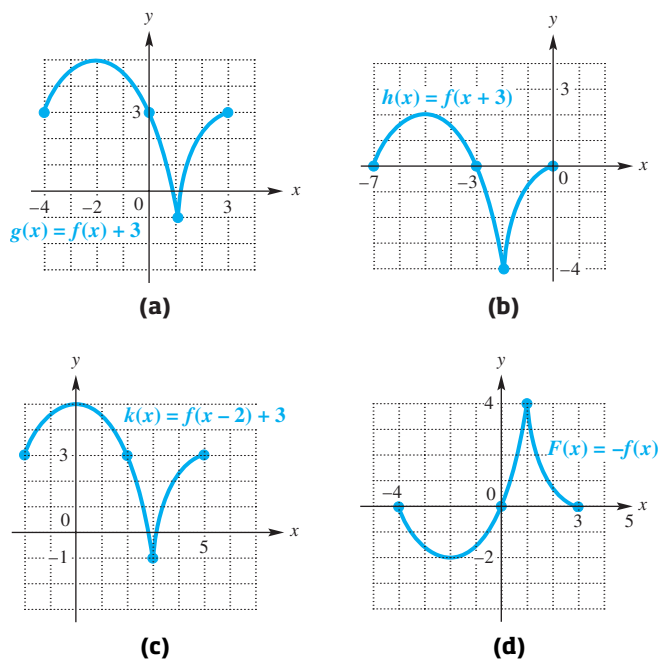 y
3
−4 −2 0 3 x
g(x) = f(x) + 3
(a)
y
3
h(x) = f(x + 3)
−7 −3 0 x
−4
(b)
y
k(x) = f(x − 2) + 3
3
0 5 x
−1
(c)
y
4
F(x) = −f(x)
−4 0 3 5 x
−2
(d)